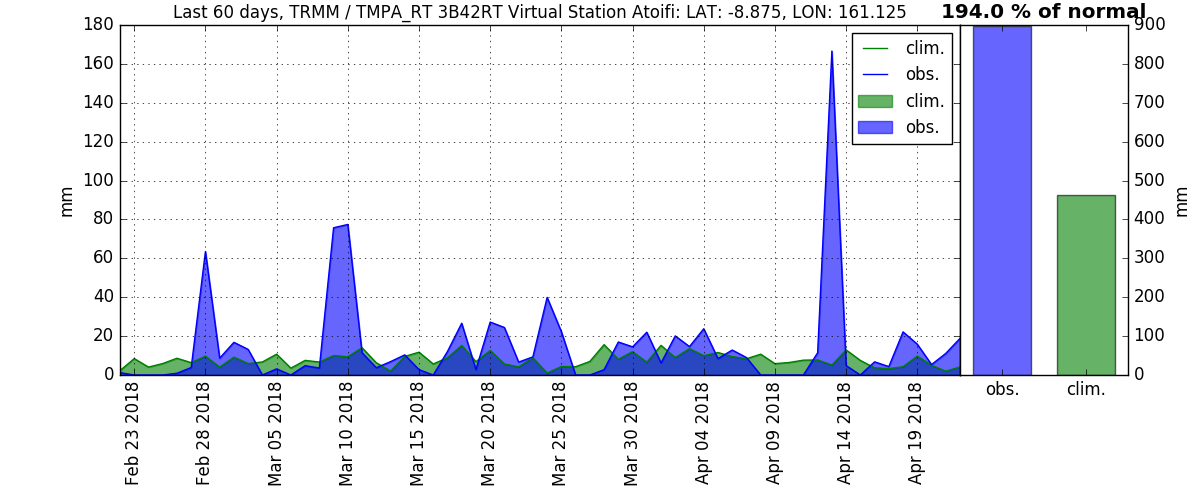 Last 60 days, TRMM / TMPA_RT 3B42RT Virtual Station Atoifi: LAT: -8.875, LON: 161.125
194.0 % of normal
180
160
140
120
100
80
60
40
20
0
mm
clim.
obs.
clim.
obs.
Feb 23 2018
Feb 28 2018
Mar 05 2018
Mar 10 2018
Mar 15 2018
Mar 20 2018
Mar 25 2018
Mar 30 2018
Apr 04 2018
Apr 09 2018
Apr 14 2018
Apr 19 2018
900
800
700
600
500
400
300
200
100
0
mm
obs.
clim.